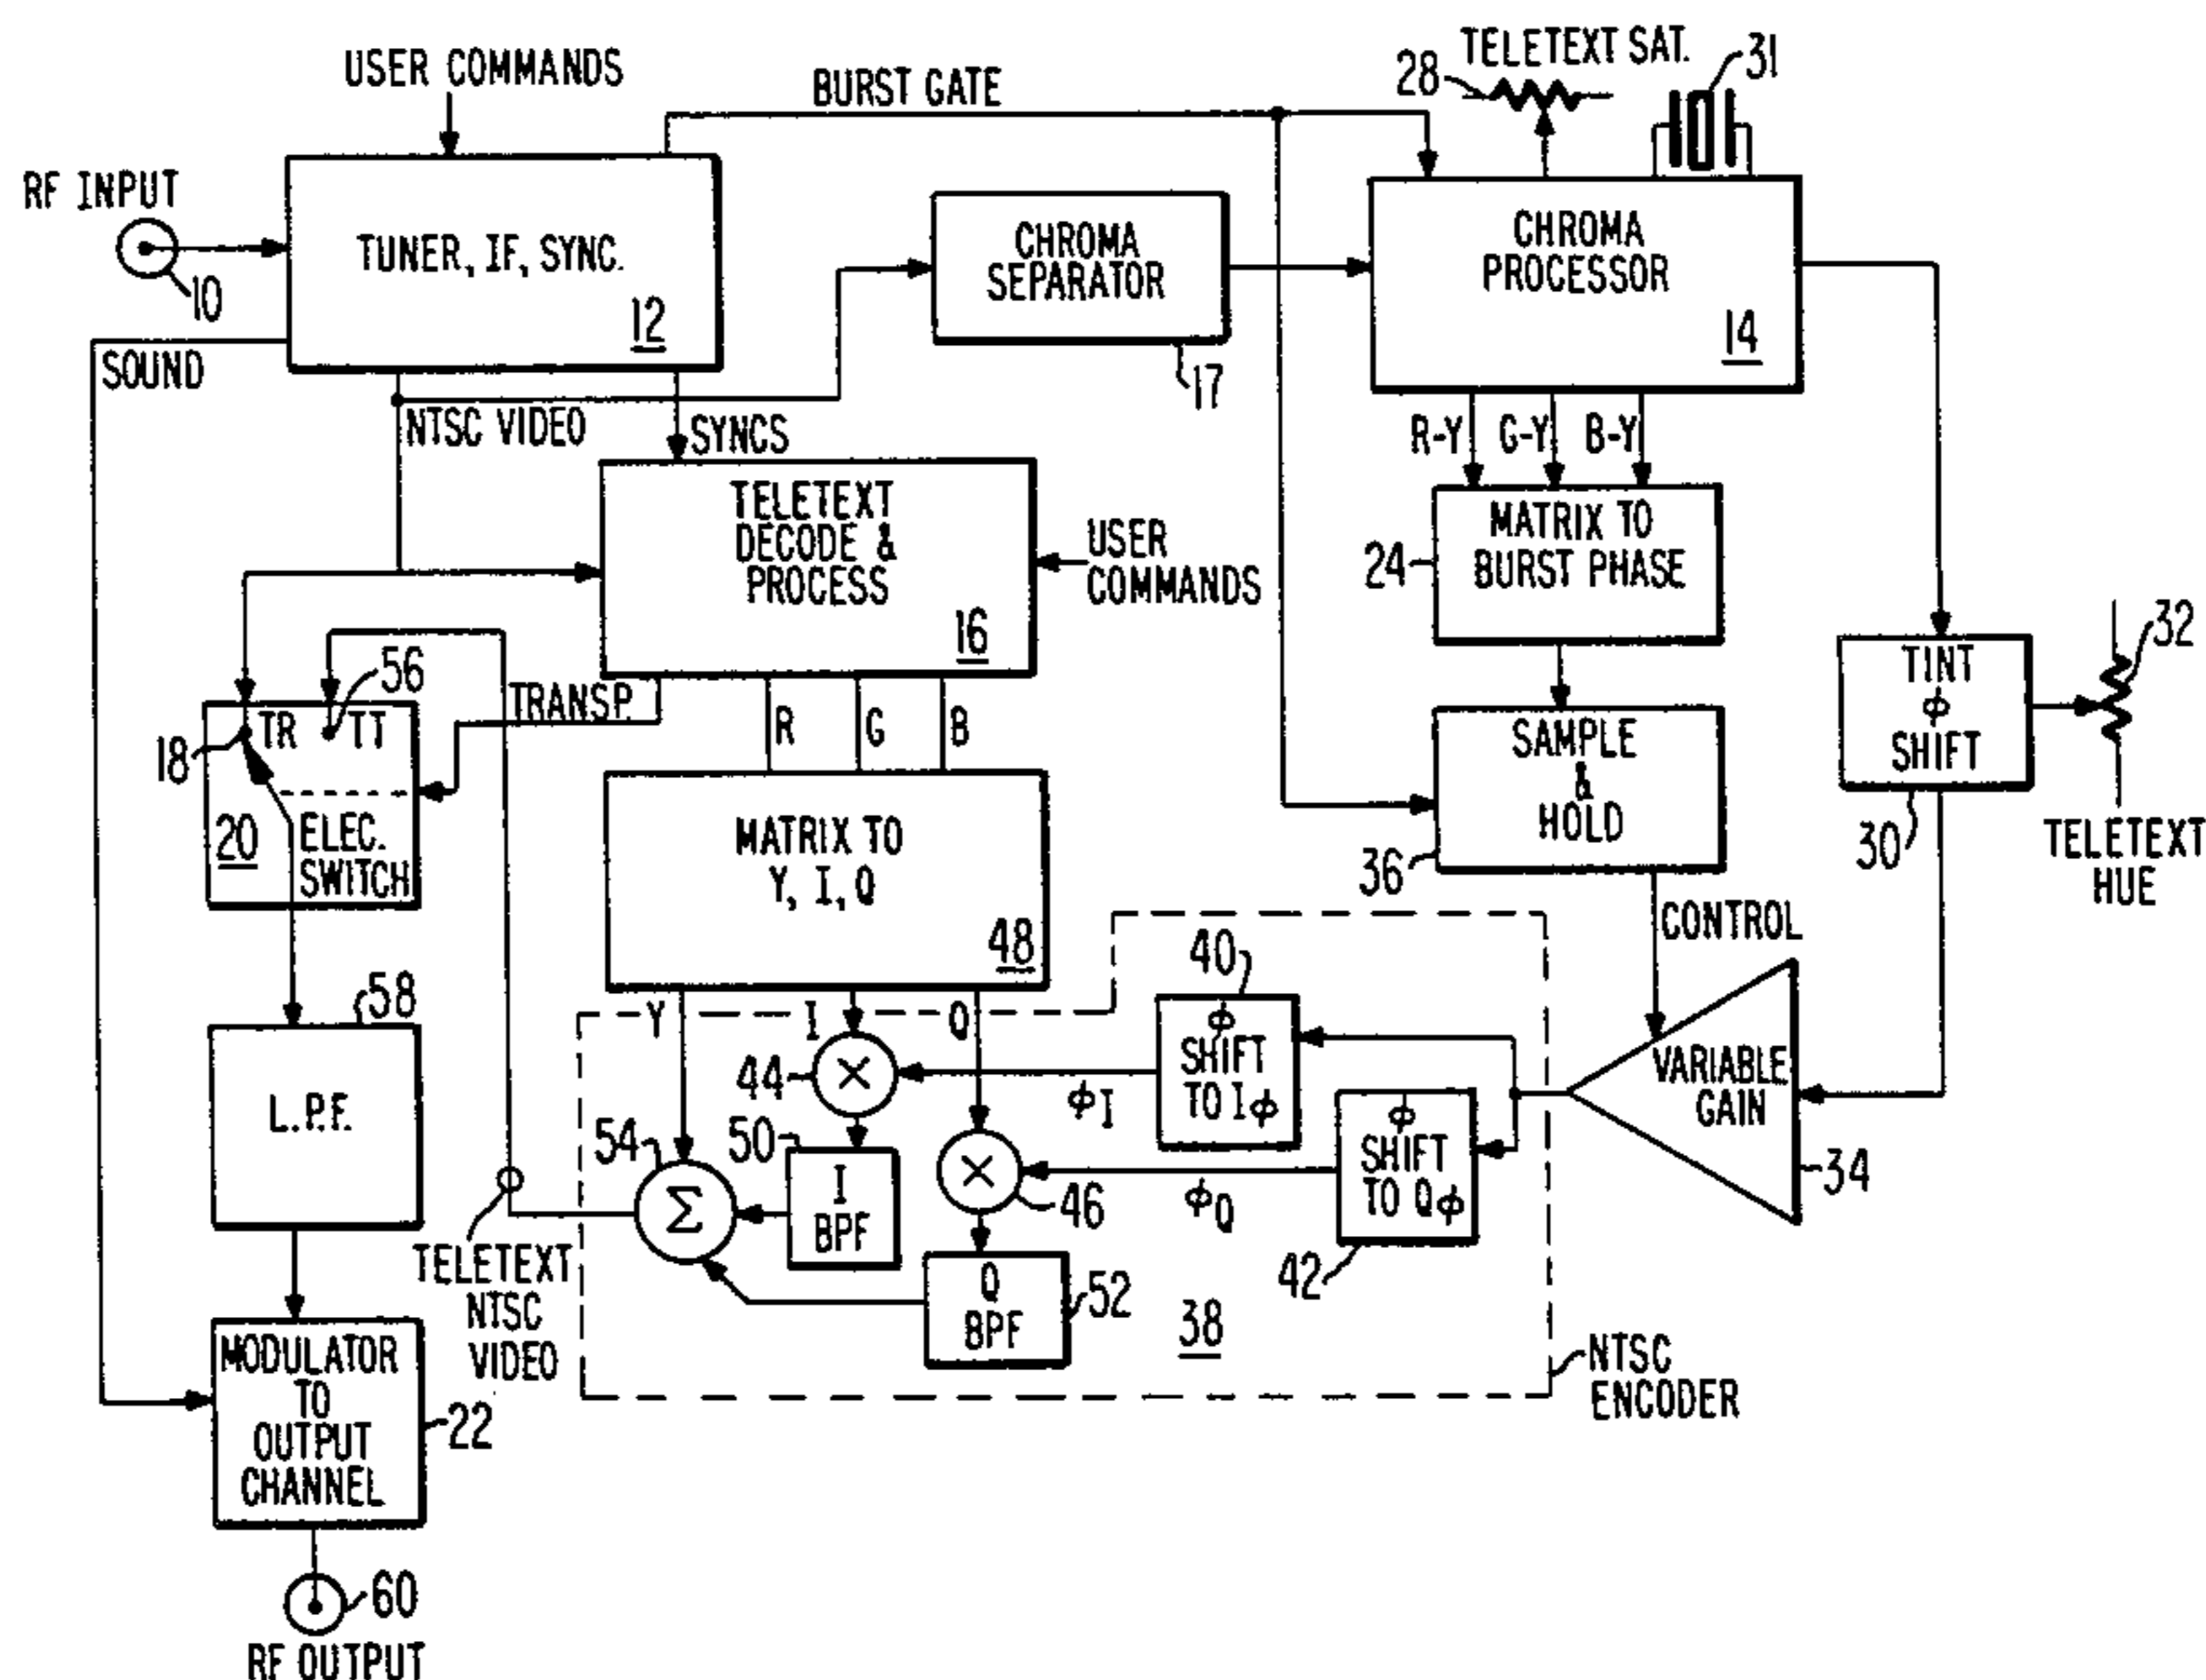 USER COMMANDS
BURST GATE
28
TELETEXT SAT.
31
RF INPUT
10
TUNER, IF, SYNC.
12
CHROMA
SEPARATOR
17
CHROMA
PROCESSOR
14
SOUND
NTSC VIDEO
SYNCS
R-Y
G-Y
B-Y
TELETEXT
DECODE &
PROCESS
16
USER
COMMANDS
24
MATRIX TO
BURST PHASE
32
TINT
ϕ
SHIFT
30
TELETEXT
HUE
56
TRANSP.
R
G
B
18
TR
TT
20
ELEC.
SWITCH
SAMPLE
&
HOLD
36
MATRIX TO
Y, I, Q
48
CONTROL
58
L.P.F.
Y
I
Q
40
ϕ
SHIFT
TO Iϕ
VARIABLE
GAIN
34
44
ϕI
54
50
I
BPF
Σ
×
×
46
ϕQ
ϕ
SHIFT
TO Qϕ
42
TELETEXT
NTSC
VIDEO
Q
BPF
52
38
NTSC
ENCODER
MODULATOR
TO
OUTPUT
CHANNEL
22
60
RF OUTPUT